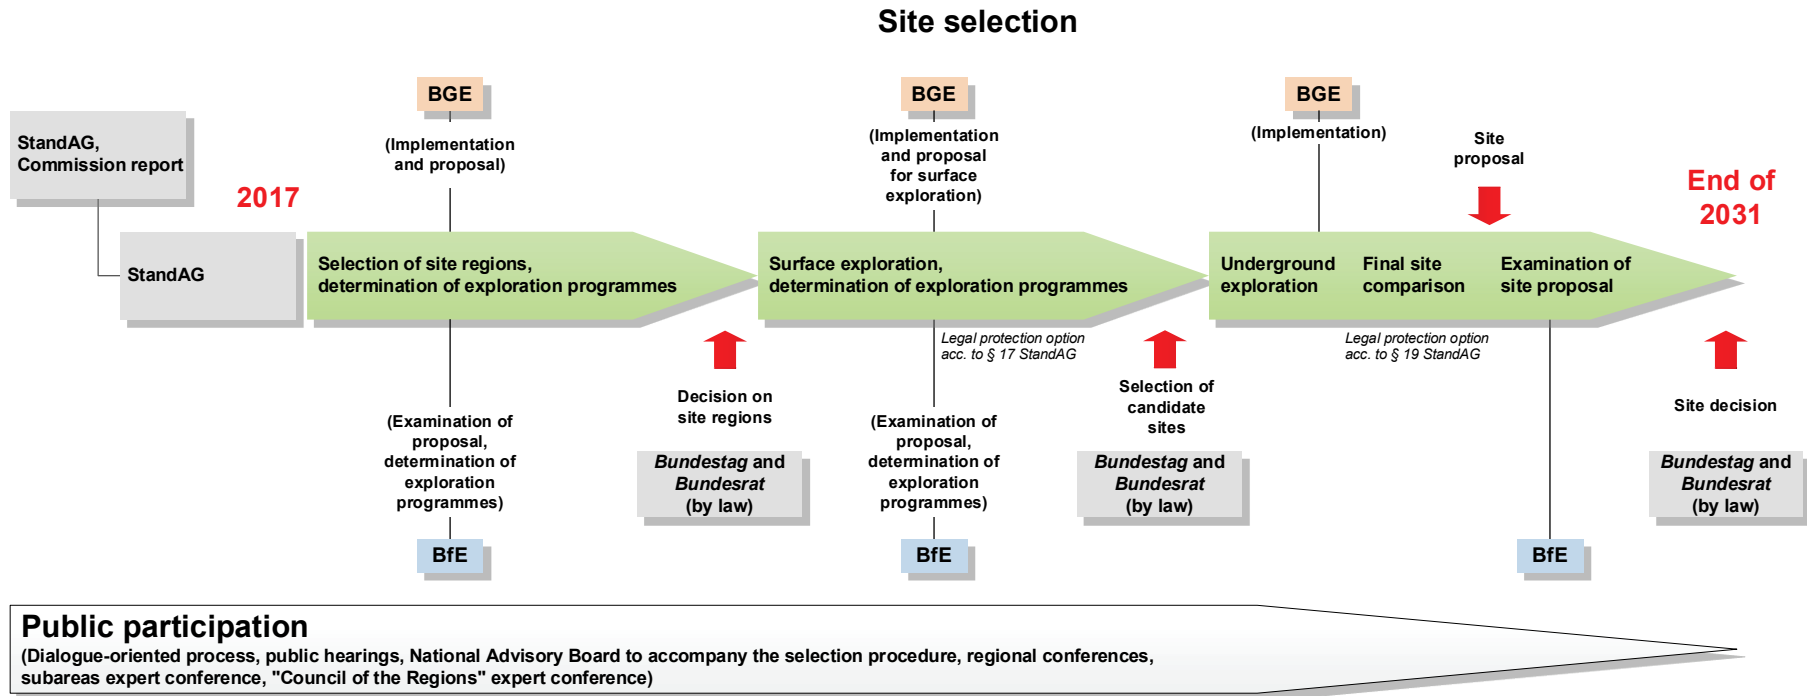 Site selection
BGE
(Implementation
and proposal)
BGE
(Implementation
and proposal
for surface
exploration)
BGE
(Implementation)
Site
proposal
StandAG,
Commission report
2017
End of
2031
StandAG
Selection of site regions,
determination of exploration programmes
Surface exploration,
determination of exploration programmes
Underground
exploration
Final site
comparison
Examination of
site proposal
Legal protection option
acc. to § 17 StandAG
Legal protection option
acc. to § 19 StandAG
(Examination of
proposal,
determination of
exploration
programmes)
BfE
Decision on
site regions
Bundestag and
Bundesrat
(by law)
(Examination of
proposal,
determination of
exploration
programmes)
BfE
Selection of
candidate
sites
Bundestag and
Bundesrat
(by law)
BfE
Site decision
Bundestag and
Bundesrat
(by law)
Public participation
(Dialogue-oriented process, public hearings, National Advisory Board to accompany the selection procedure, regional conferences,
subareas expert conference, "Council of the Regions" expert conference)